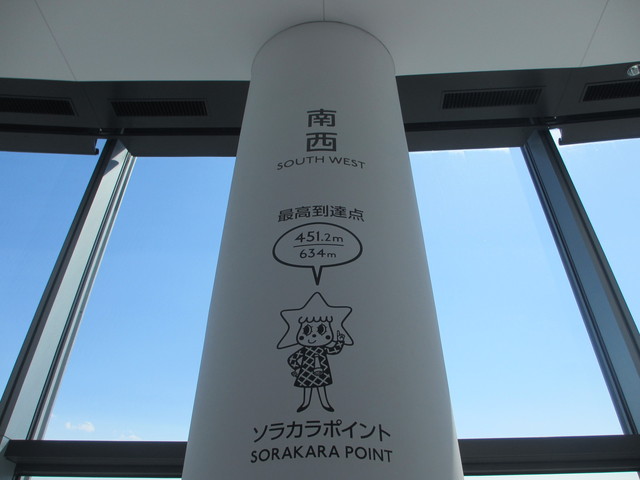 南
西
SOUTH WEST
最高到達点
451.2m
634m
ソラカラポイント
SORAKARA POINT